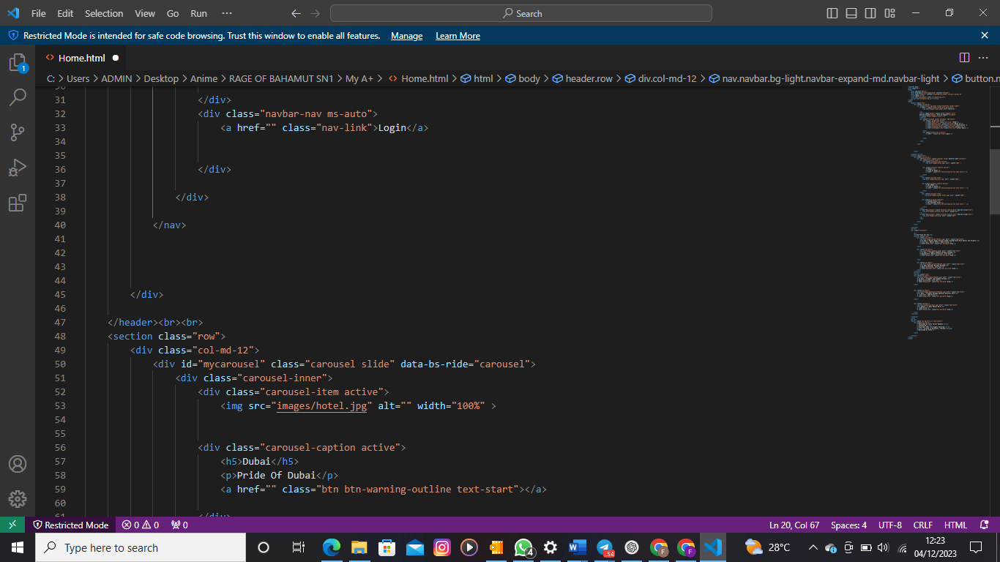 File Edit Selection View Go Run ··· Search
Restricted Mode is intended for safe code browsing. Trust this window to enable all features. Manage Learn More
1
Home.html
C: > Users > ADMIN > Desktop > Anime > RAGE OF BAHAMUT SN1 > My A+ > Home.html > html > body > header.row > div.col-md-12 > nav.navbar.bg-light.navbar-expand-md.navbar-light > button.n
30
31 </div>
32 <div class="navbar-nav ms-auto">
33 <a href="" class="nav-link">Login</a>
34
35
36 </div>
37
38 </div>
39
40 </nav>
41
42
43
44
45 </div>
46
47 </header><br><br>
48 <section class="row">
49 <div class="col-md-12">
50 <div id="mycarousel" class="carousel slide" data-bs-ride="carousel">
51 <div class="carousel-inner">
52 <div class="carousel-item active">
53 <img src="images/hotel.jpg" alt="" width="100%" >
54
55
56 <div class="carousel-caption active">
57 <h5>Dubai</h5>
58 <p>Pride Of Dubai</p>
59 <a href="" class="btn btn-warning-outline text-start"></a>
60
61 </div>
Restricted Mode 0 0 0 Ln 20, Col 67 Spaces: 4 UTF-8 CRLF HTML
Type here to search 4 .54 F F 28°C 12:23
04/12/2023